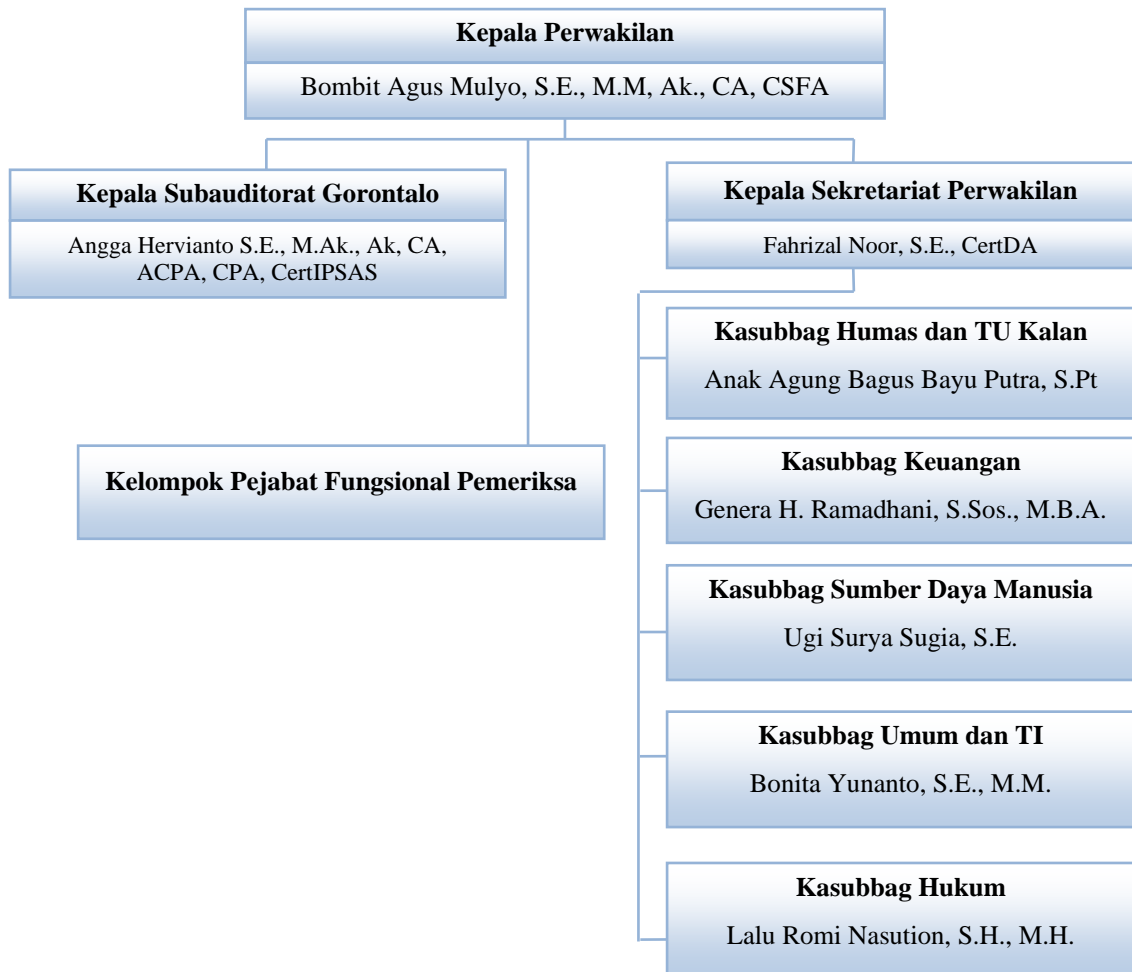 Kepala Perwakilan
Bombit Agus Mulyo, S.E., M.M, Ak., CA, CSFA
Kepala Subauditorat Gorontalo
Angga Hervianto S.E., M.Ak., Ak, CA,
ACPA, CPA, CertIPSAS
Kepala Sekretariat Perwakilan
Fahrizal Noor, S.E., CertDA
Kelompok Pejabat Fungsional Pemeriksa
Kasubbag Humas dan TU Kalan
Anak Agung Bagus Bayu Putra, S.Pt
Kasubbag Keuangan
Genera H. Ramadhani, S.Sos., M.B.A.
Kasubbag Sumber Daya Manusia
Ugi Surya Sugia, S.E.
Kasubbag Umum dan TI
Bonita Yunanto, S.E., M.M.
Kasubbag Hukum
Lalu Romi Nasution, S.H., M.H.